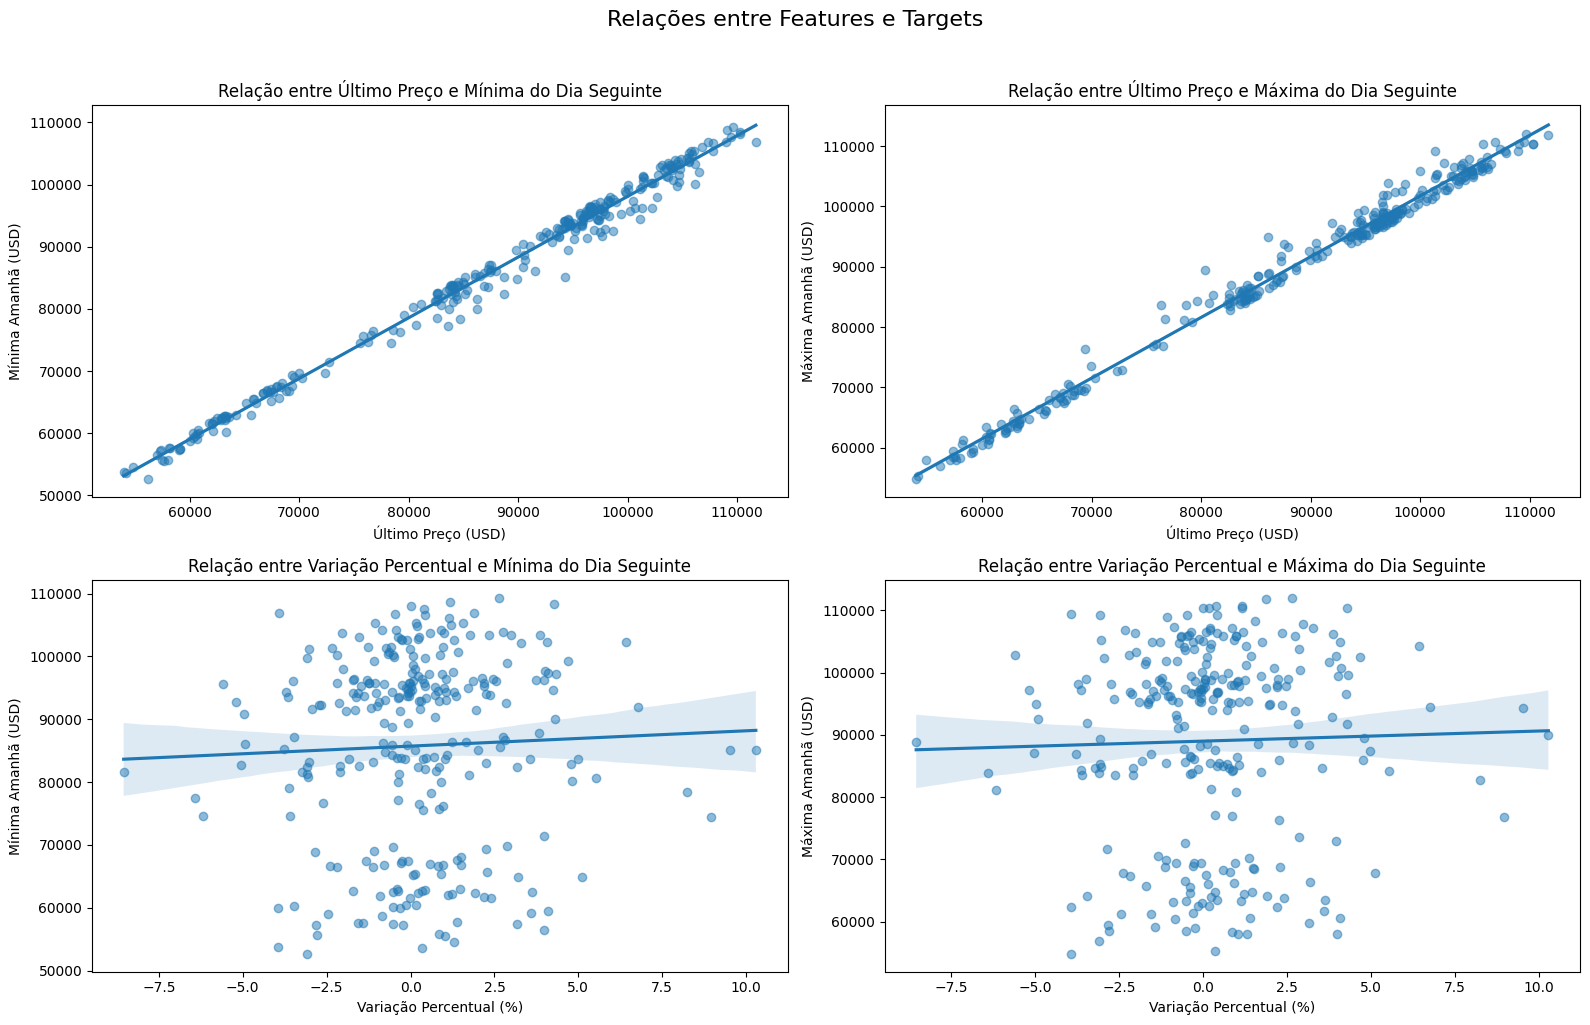 Relações entre Features e Targets
Relação entre Último Preço e Mínima do Dia Seguinte
Mínima Amanhã (USD)
110000
100000
90000
80000
70000
60000
50000
60000 70000 80000 90000 100000 110000
Último Preço (USD)
Relação entre Último Preço e Máxima do Dia Seguinte
Máxima Amanhã (USD)
110000
100000
90000
80000
70000
60000
60000 70000 80000 90000 100000 110000
Último Preço (USD)
Relação entre Variação Percentual e Mínima do Dia Seguinte
Mínima Amanhã (USD)
110000
100000
90000
80000
70000
60000
50000
−7.5 −5.0 −2.5 0.0 2.5 5.0 7.5 10.0
Variação Percentual (%)
Relação entre Variação Percentual e Máxima do Dia Seguinte
Máxima Amanhã (USD)
110000
100000
90000
80000
70000
60000
−7.5 −5.0 −2.5 0.0 2.5 5.0 7.5 10.0
Variação Percentual (%)